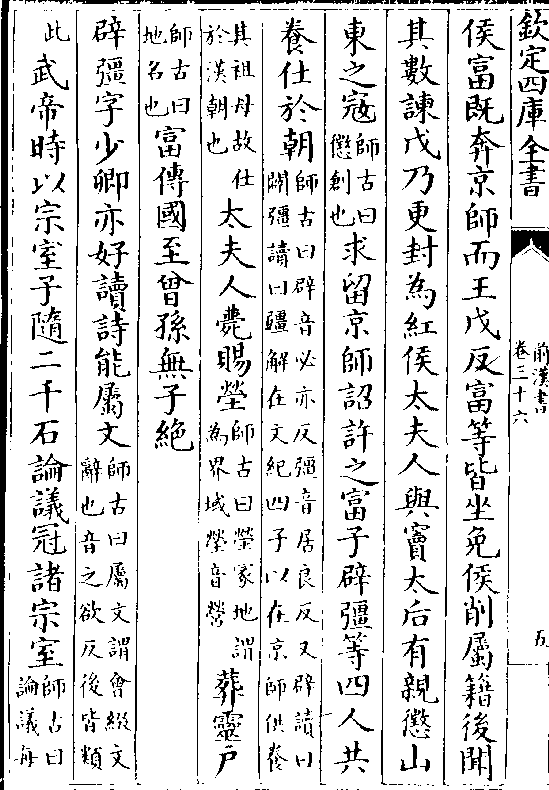 欽定四庫全書
前漢書
卷三十六
五
侯富既奔京師而王戊反富等皆坐免侯削屬籍後聞
其數諫戊乃更封為紅侯太夫人與竇太后有親懲山
東之寇師古曰懲創也求留京師詔許之富子辟彊等四人共
養仕於朝師古曰辟音必亦反彊音居良反又辟讀曰闢彊讀曰疆解在文紀四子以在京師供養
其祖母故仕於漢朝也太夫人薨賜塋師古曰塋冢地謂為界域塋音營葬靈戶
師古曰地名也富傳國至曾孫無子絶
辟彊字少卿亦好讀詩能屬文師古曰屬文謂會綴文辭也音之欲反後皆類
此武帝時以宗室子隨二千石論議冠諸宗室師古曰論議每